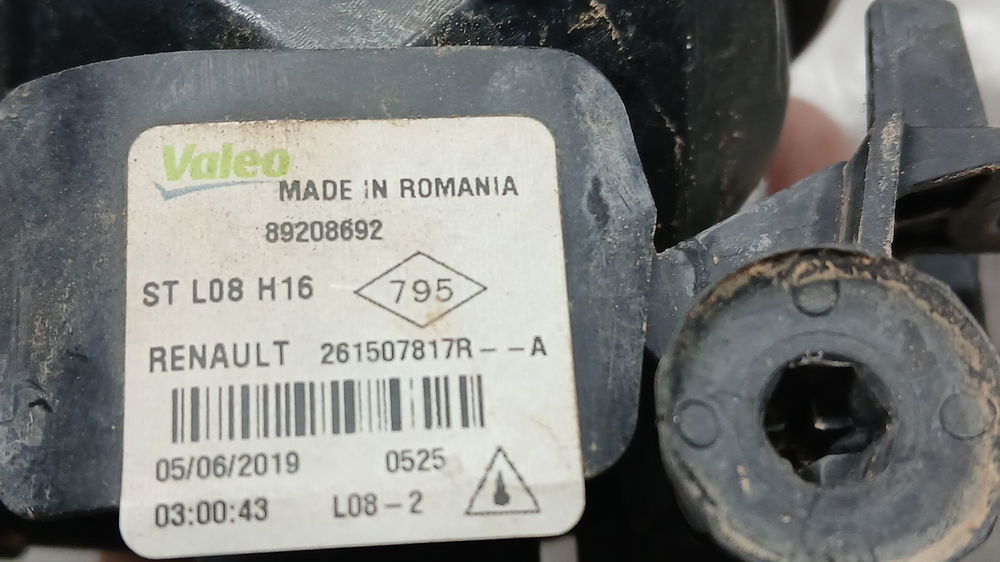 Valeo
MADE IN ROMANIA
89208692
ST L08 H16
795
RENAULT 261507817R--A
05/06/2019 0525
03:00:43 L08-2